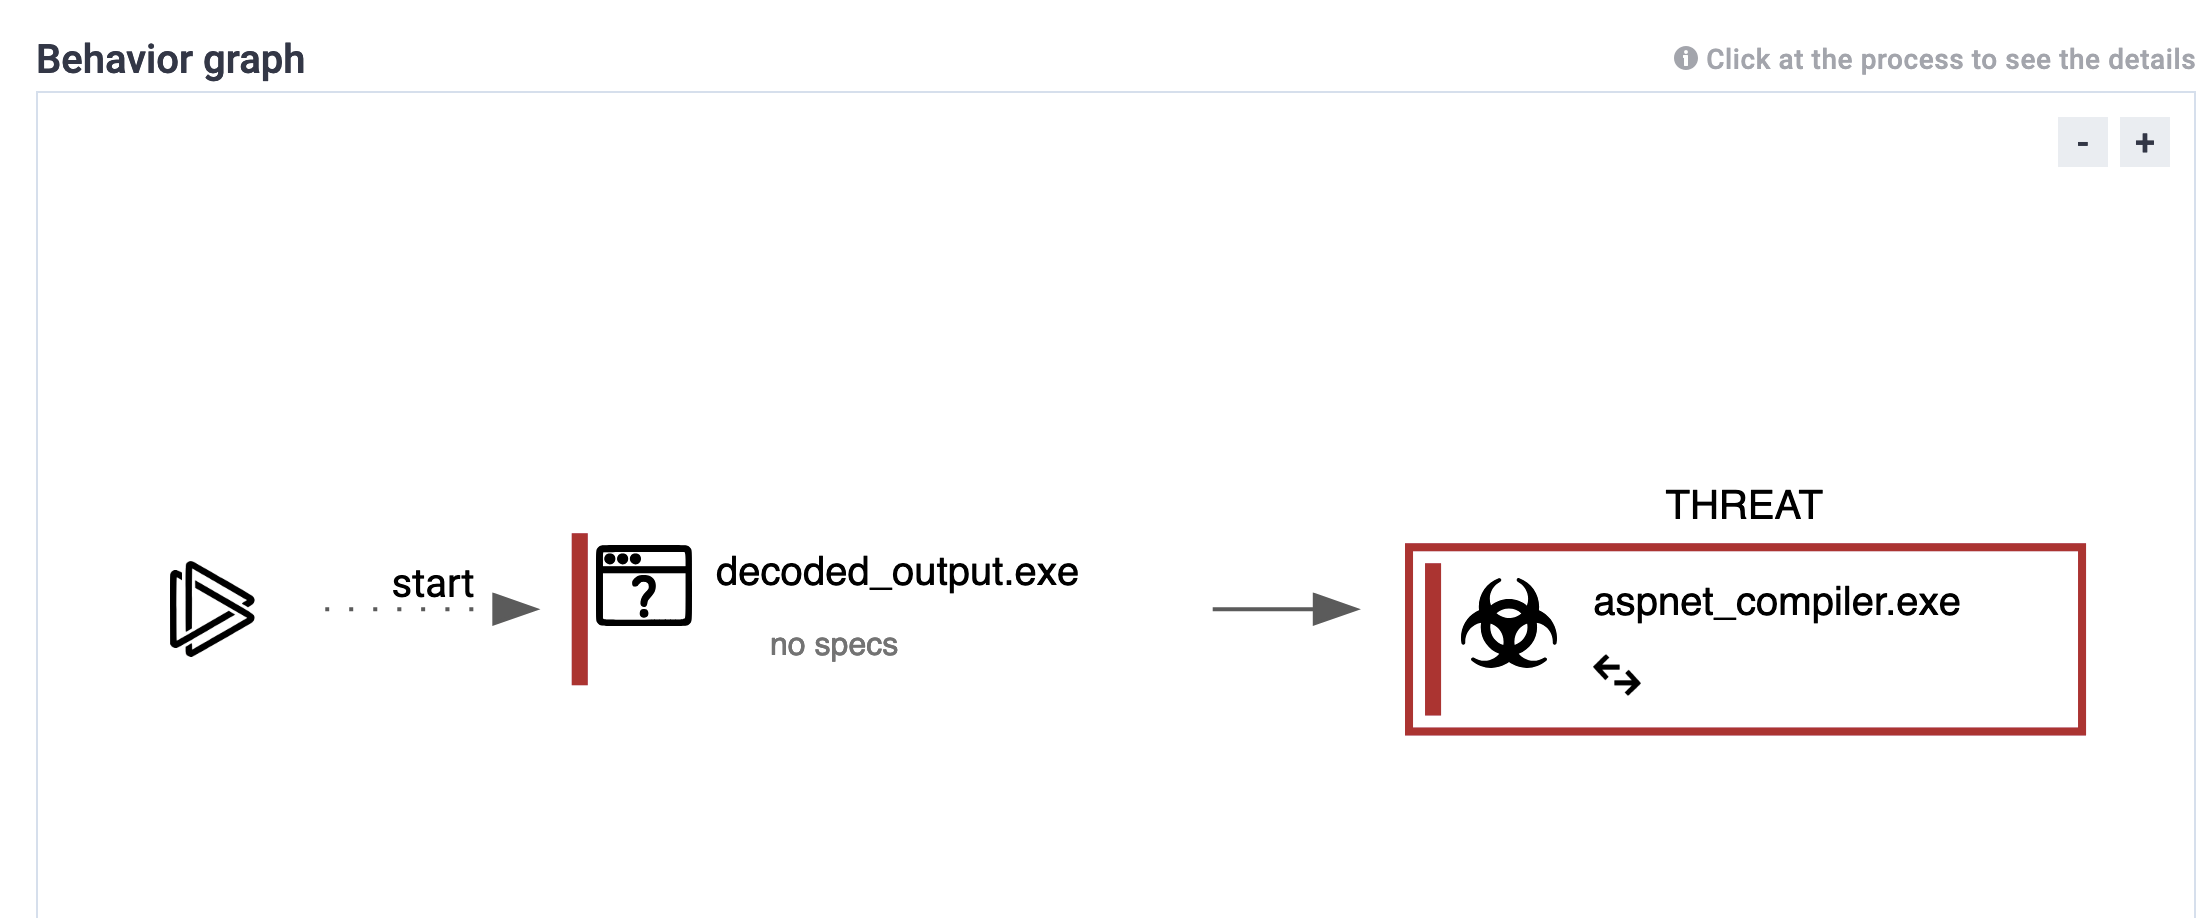 Behavior graph
Click at the process to see the details
- +
THREAT
start
decoded_output.exe
no specs
aspnet_compiler.exe